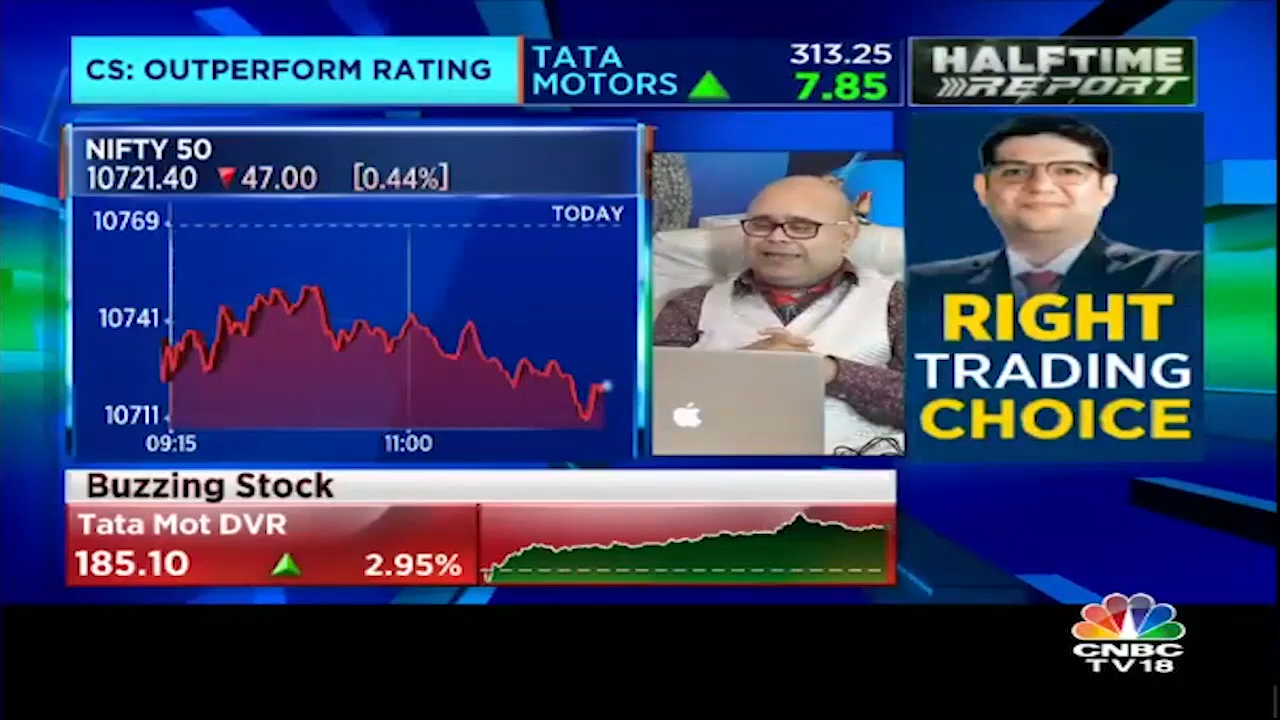 CS: OUTPERFORM RATING
TATA
MOTORS
313.25
7.85
HALFTIME
REPORT
NIFTY 50
10721.40 47.00 [0.44%]
TODAY
10769
10741
10711
09:15 11:00
RIGHT
TRADING
CHOICE
Buzzing Stock
Tata Mot DVR
185.10 2.95%
CNBC
TV18